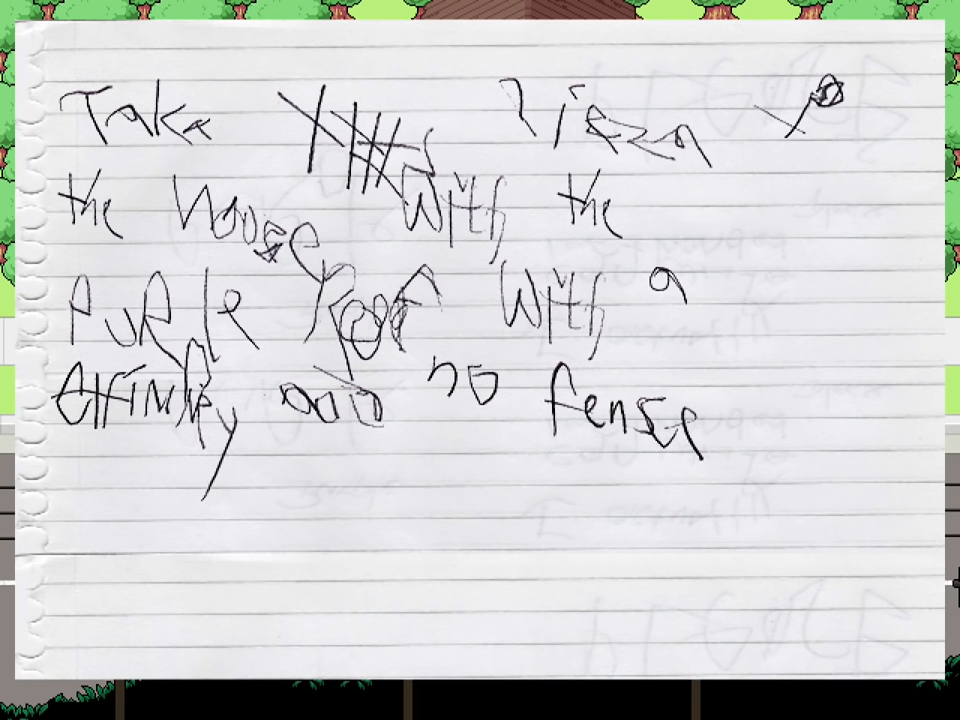 Take Pizza to
the house with the
PURPle roof with a
chimney and no fense